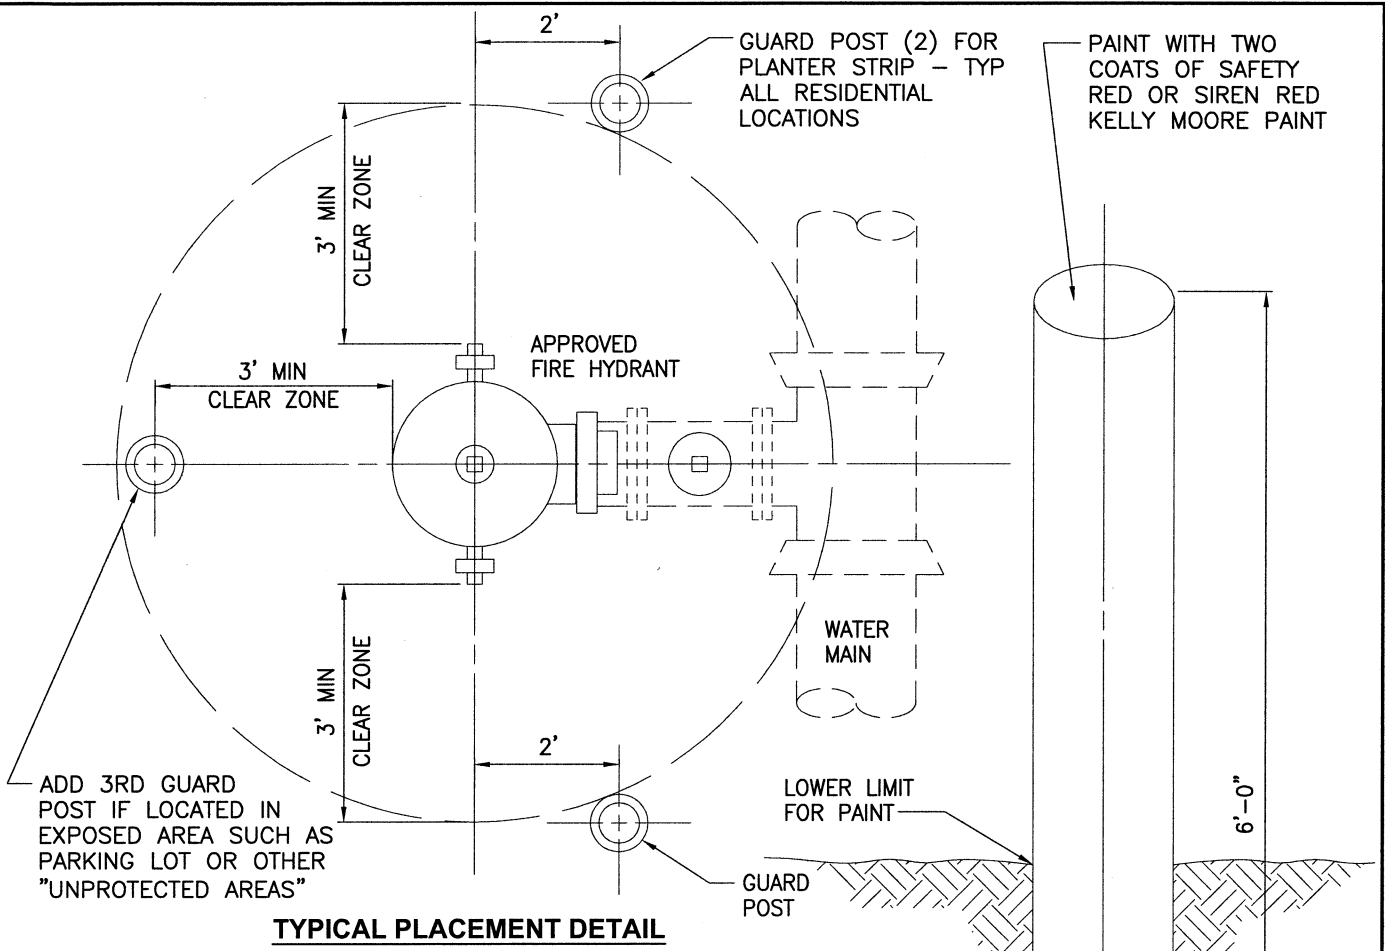 2'
GUARD POST (2) FOR
PLANTER STRIP – TYP
ALL RESIDENTIAL
LOCATIONS
PAINT WITH TWO
COATS OF SAFETY
RED OR SIREN RED
KELLY MOORE PAINT
3' MIN
CLEAR ZONE
APPROVED
FIRE HYDRANT
3' MIN
CLEAR ZONE
3' MIN
CLEAR ZONE
WATER
MAIN
2'
ADD 3RD GUARD
POST IF LOCATED IN
EXPOSED AREA SUCH AS
PARKING LOT OR OTHER
"UNPROTECTED AREAS"
LOWER LIMIT
FOR PAINT
6'–0"
GUARD
POST
TYPICAL PLACEMENT DETAIL